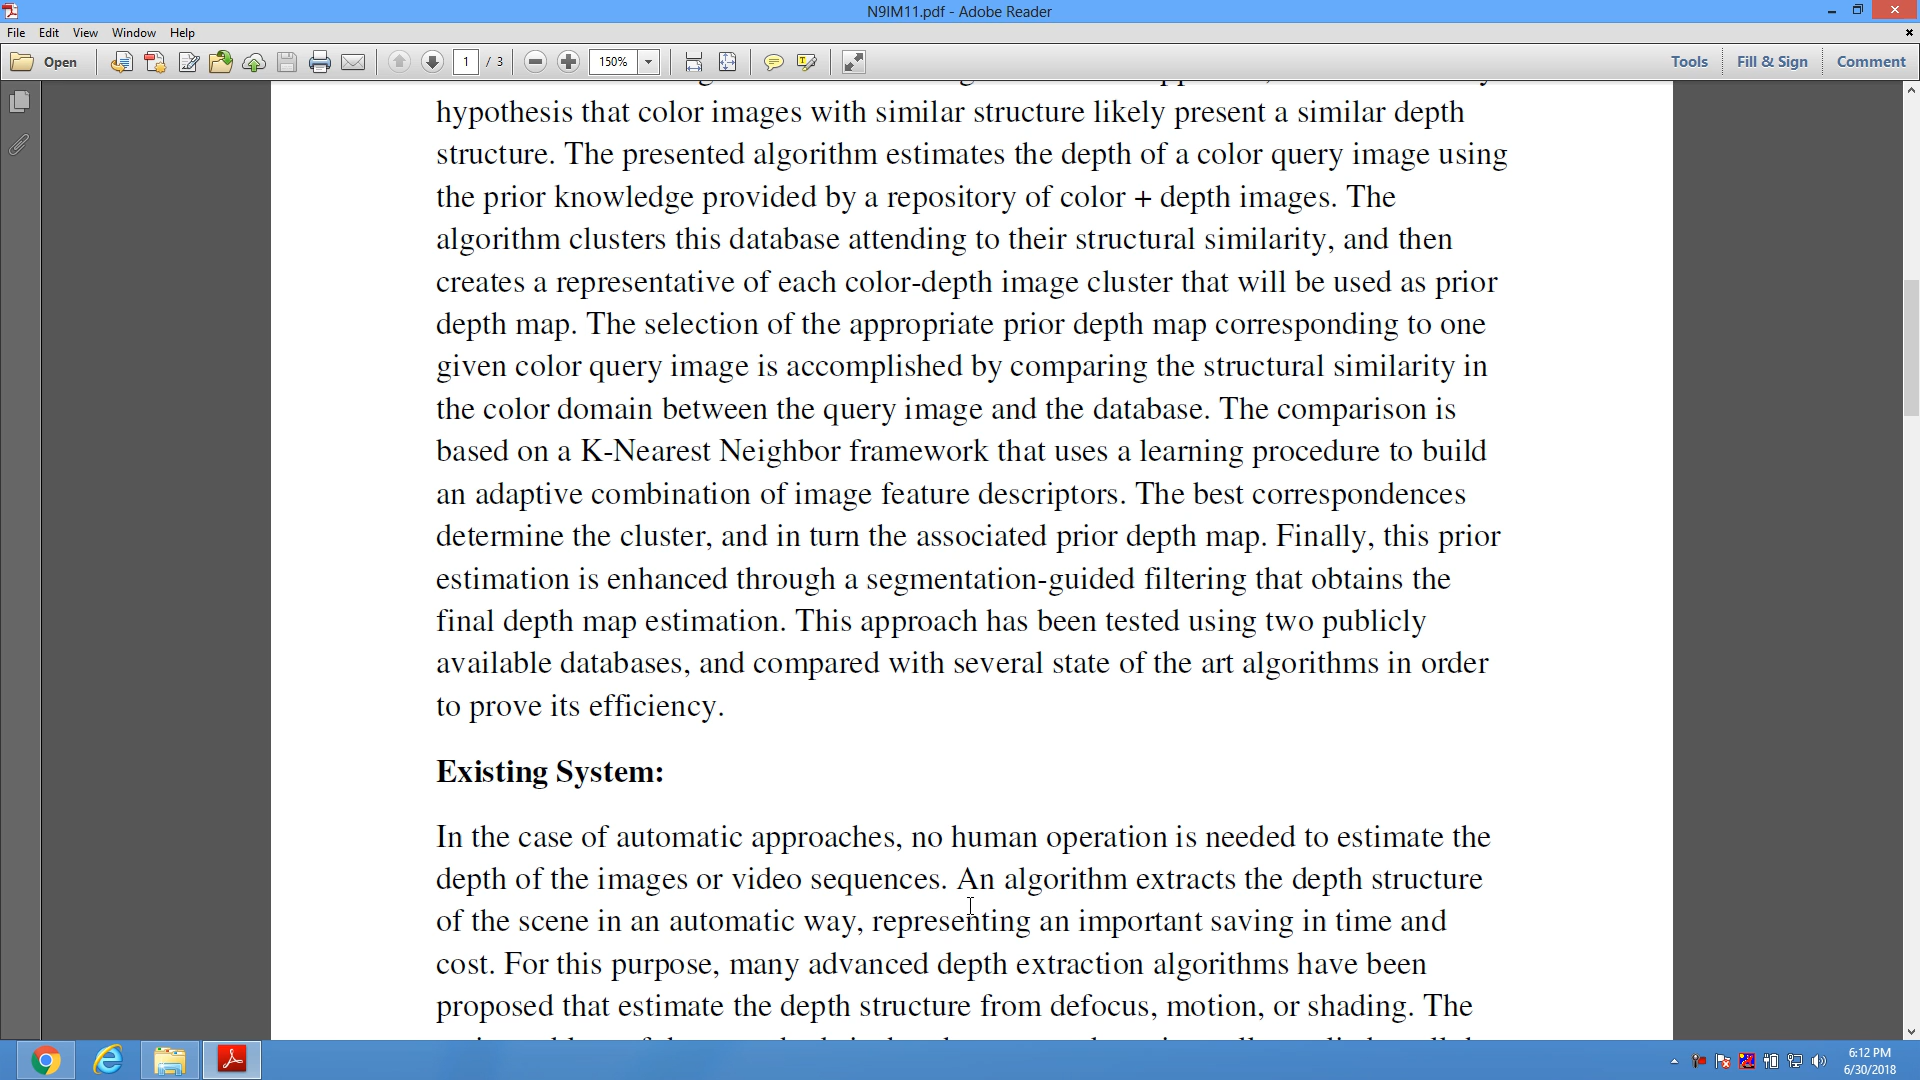 N9IM11.pdf - Adobe Reader
File Edit View Window Help
Open 1 / 3 150% Tools Fill & Sign Comment
hypothesis that color images with similar structure likely present a similar depth
structure. The presented algorithm estimates the depth of a color query image using
the prior knowledge provided by a repository of color + depth images. The
algorithm clusters this database attending to their structural similarity, and then
creates a representative of each color-depth image cluster that will be used as prior
depth map. The selection of the appropriate prior depth map corresponding to one
given color query image is accomplished by comparing the structural similarity in
the color domain between the query image and the database. The comparison is
based on a K-Nearest Neighbor framework that uses a learning procedure to build
an adaptive combination of image feature descriptors. The best correspondences
determine the cluster, and in turn the associated prior depth map. Finally, this prior
estimation is enhanced through a segmentation-guided filtering that obtains the
final depth map estimation. This approach has been tested using two publicly
available databases, and compared with several state of the art algorithms in order
to prove its efficiency.
Existing System:
In the case of automatic approaches, no human operation is needed to estimate the
depth of the images or video sequences. An algorithm extracts the depth structure
of the scene in an automatic way, representing an important saving in time and
cost. For this purpose, many advanced depth extraction algorithms have been
proposed that estimate the depth structure from defocus, motion, or shading. The
6:12 PM
6/30/2018